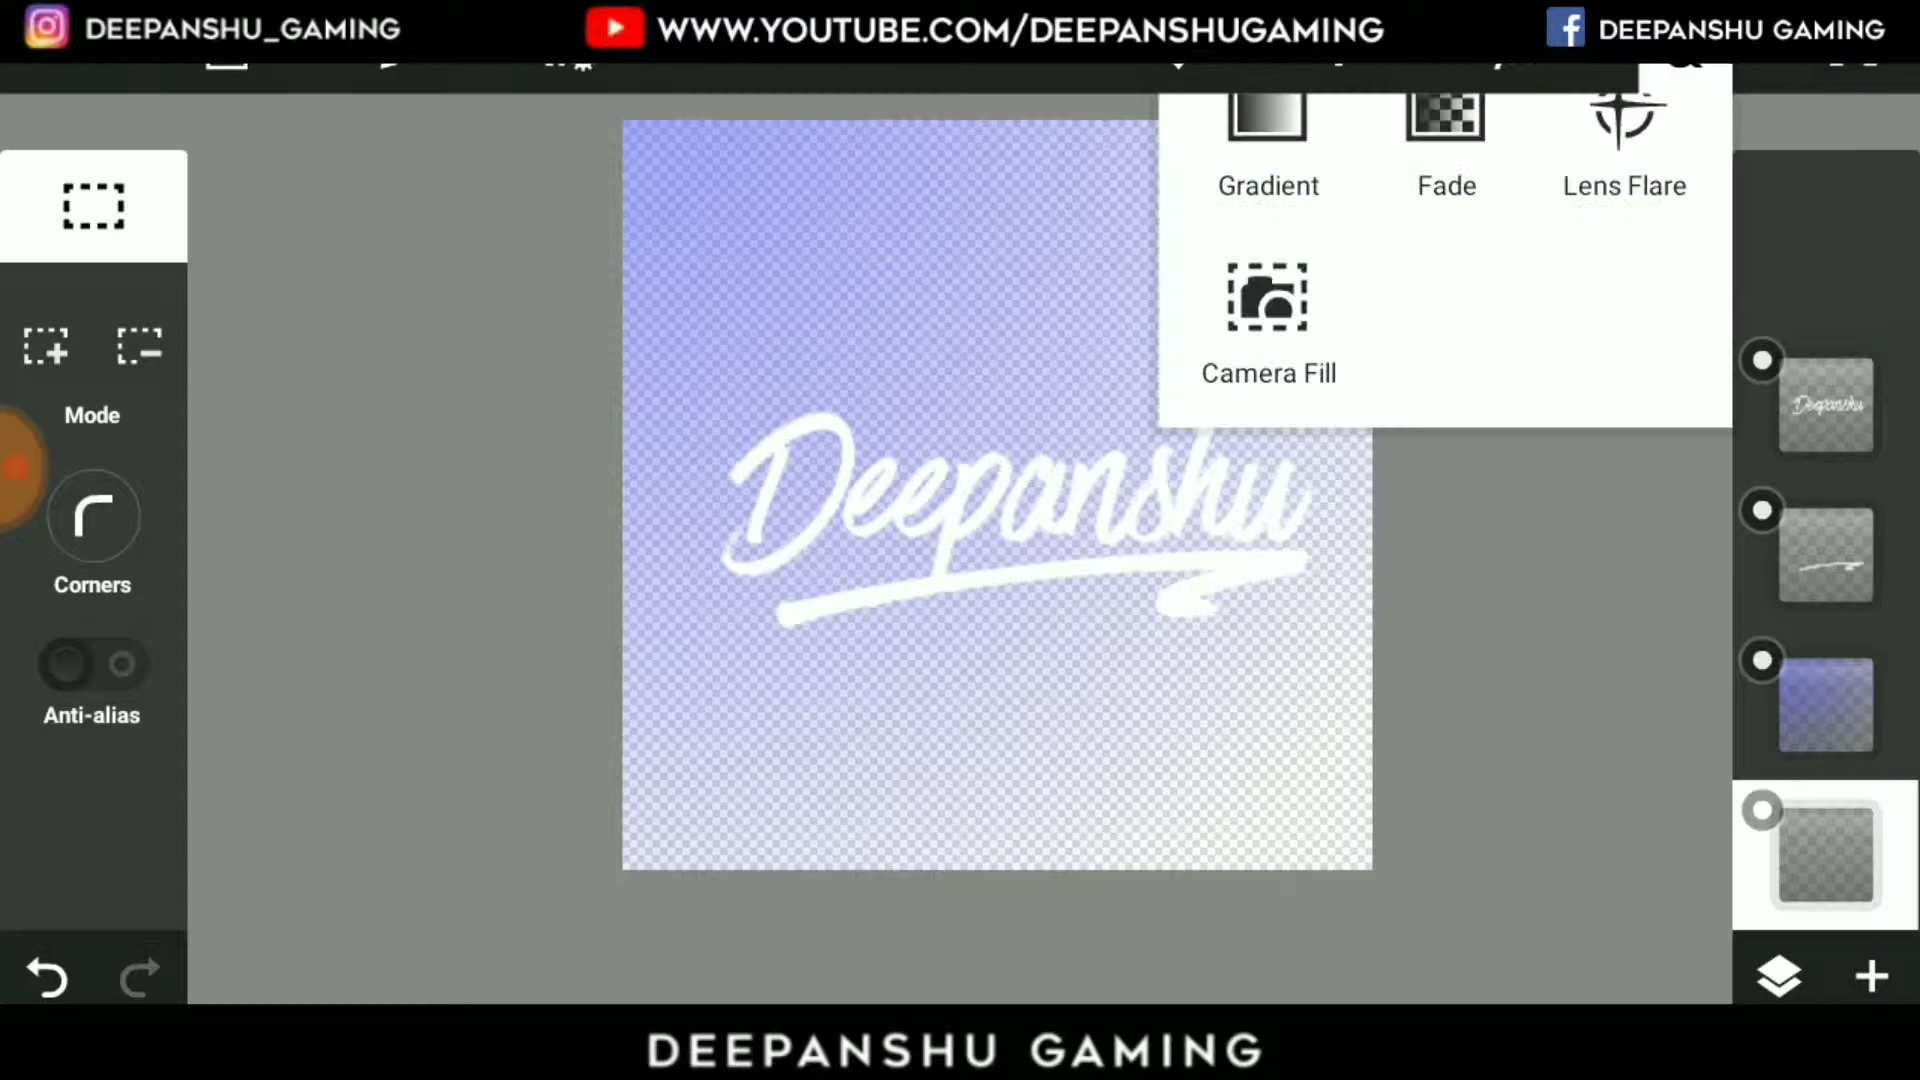 DEEPANSHU_GAMING
WWW.YOUTUBE.COM/DEEPANSHUGAMING
DEEPANSHU GAMING
Gradient
Fade
Lens Flare
Camera Fill
Mode
Corners
Anti-alias
Deepanshu
Deepanshu
DEEPANSHU GAMING